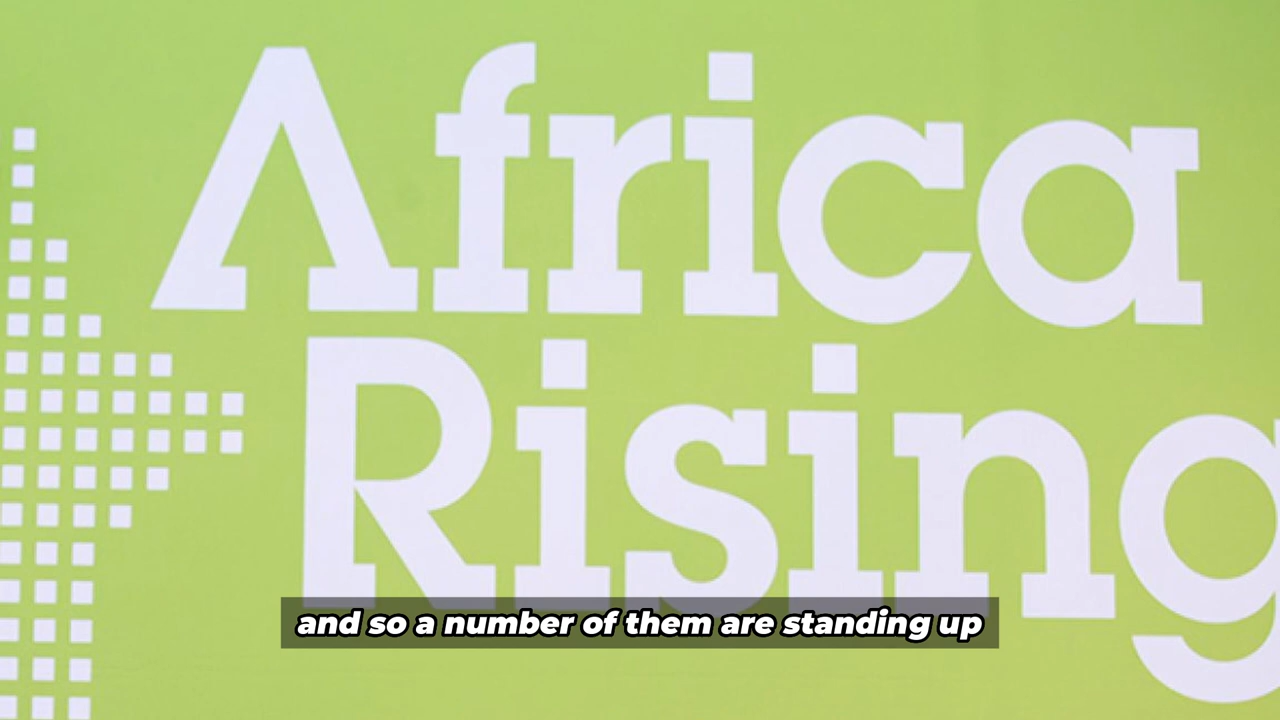 Africa
Rising
and so a number of them are standing up